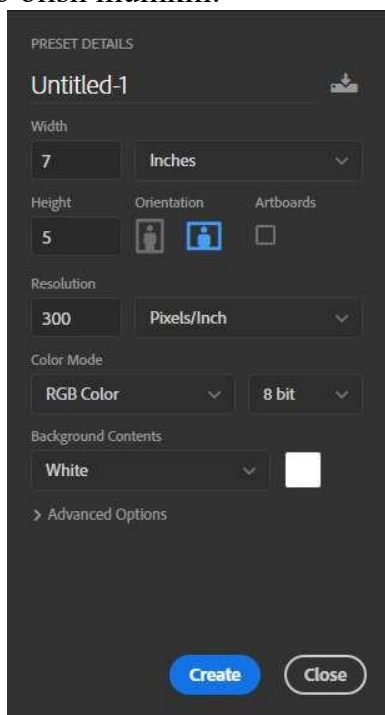 PRESET DETAILS
Untitled-1
Width
7 Inches
Height Orientation Artboards
5
Resolution
300 Pixels/Inch
Color Mode
RGB Color 8 bit
Background Contents
White
> Advanced Options
Create Close